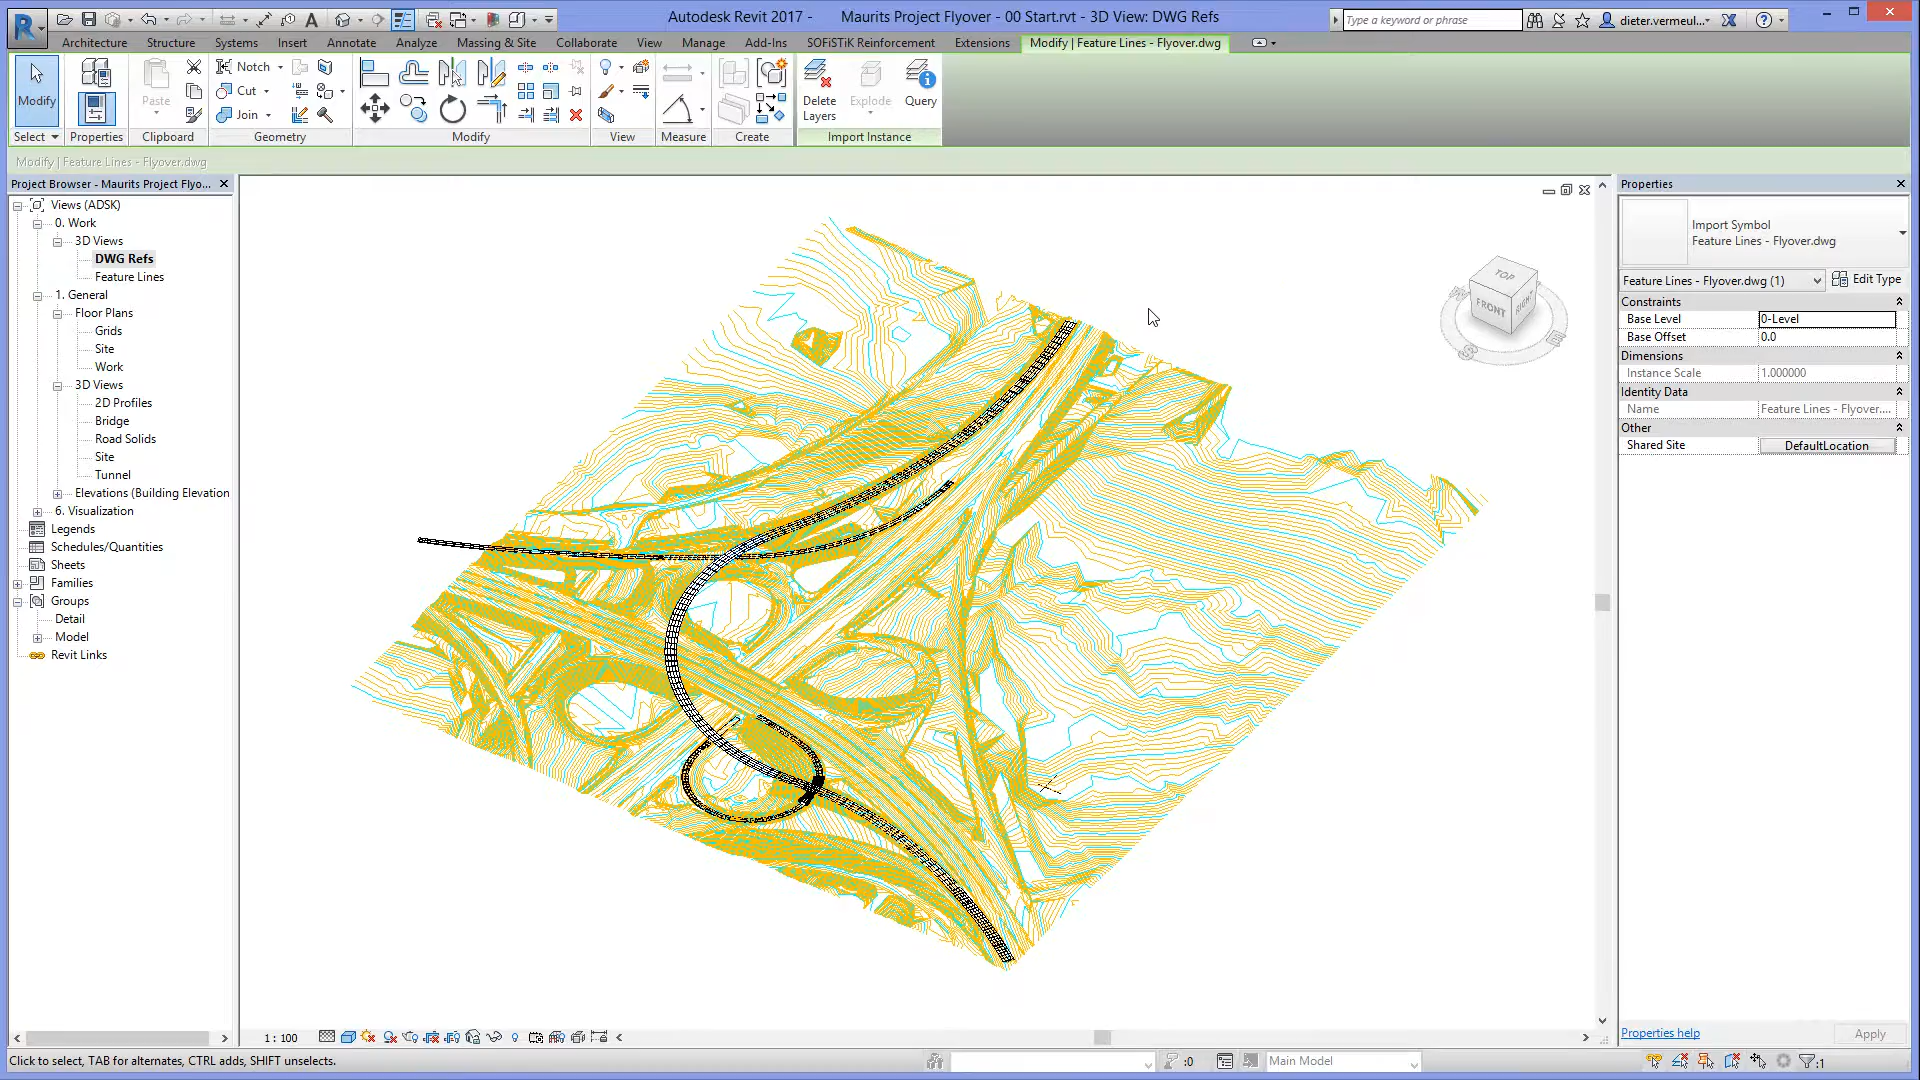 Autodesk Revit 2017 - Maurits Project Flyover - 00 Start.rvt - 3D View: DWG Refs
Type a keyword or phrase
dieter.vermeul...
Architecture Structure Systems Insert Annotate Analyze Massing & Site Collaborate View Manage Add-Ins SOFiSTiK Reinforcement Extensions Modify | Feature Lines - Flyover.dwg
Modify
Paste
Notch
Cut
Join
Delete Layers
Explode
Query
Select Properties Clipboard Geometry Modify View Measure Create Import Instance
Modify | Feature Lines - Flyover.dwg
Project Browser - Maurits Project Flyo...
Views (ADSK)
0. Work
3D Views
DWG Refs
Feature Lines
1. General
Floor Plans
Grids
Site
Work
3D Views
2D Profiles
Bridge
Road Solids
Site
Tunnel
Elevations (Building Elevation
6. Visualization
Legends
Schedules/Quantities
Sheets
Families
Groups
Detail
Model
Revit Links
TOP
FRONT
RIGHT
S
E
Properties
Import Symbol
Feature Lines - Flyover.dwg
Feature Lines - Flyover.dwg (1)
Edit Type
Constraints
Base Level 0-Level
Base Offset 0.0
Dimensions
Instance Scale 1.000000
Identity Data
Name Feature Lines - Flyover....
Other
Shared Site DefaultLocation
Properties help
Apply
1 : 100
Click to select, TAB for alternates, CTRL adds, SHIFT unselects.
:0
Main Model
:1